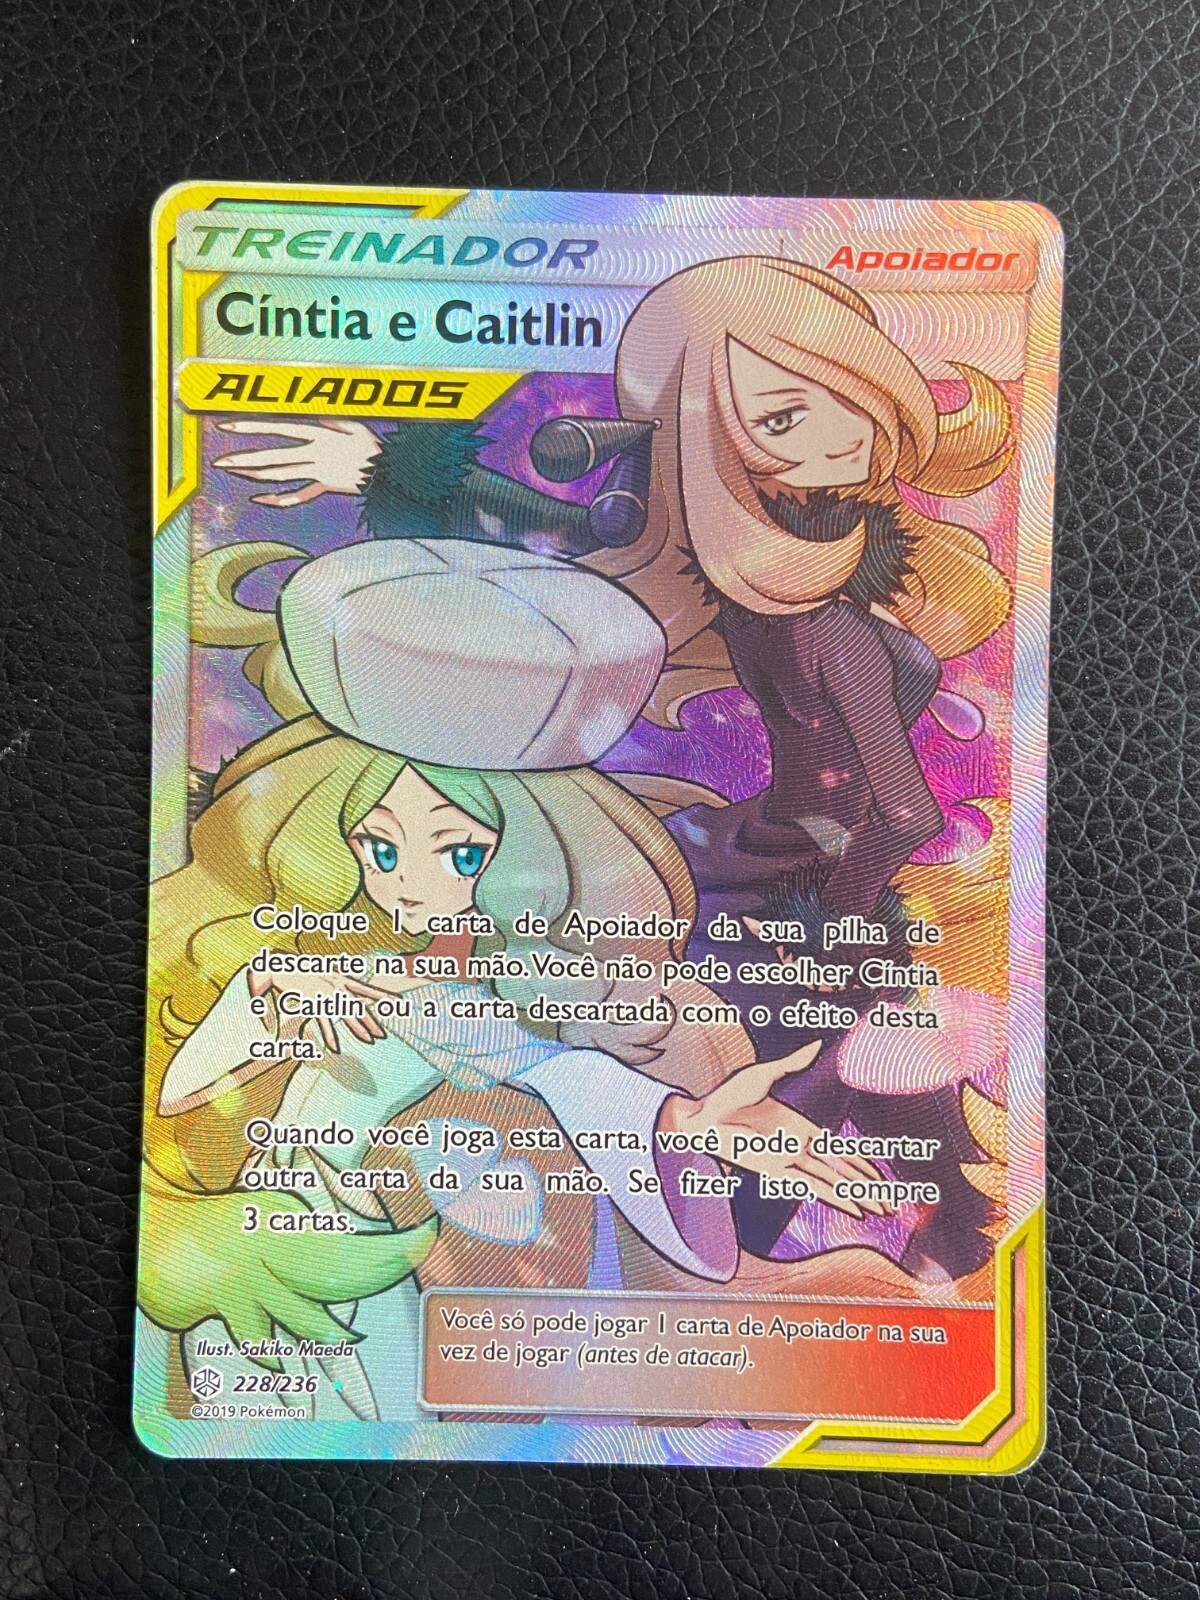 TREINADOR
Apoiador
Cíntia e Caitlin
ALIADOS
Coloque 1 carta de Apoiador da sua pilha de
descarte na sua mão. Você não pode escolher Cíntia
e Caitlin ou a carta descartada com o efeito desta
carta.
Quando você joga esta carta, você pode descartar
outra carta da sua mão. Se fizer isto, compre
3 cartas.
Você só pode jogar 1 carta de Apoiador na sua
vez de jogar (antes de atacar).
Ilust. Sakiko Maeda
228/236
©2019 Pokémon